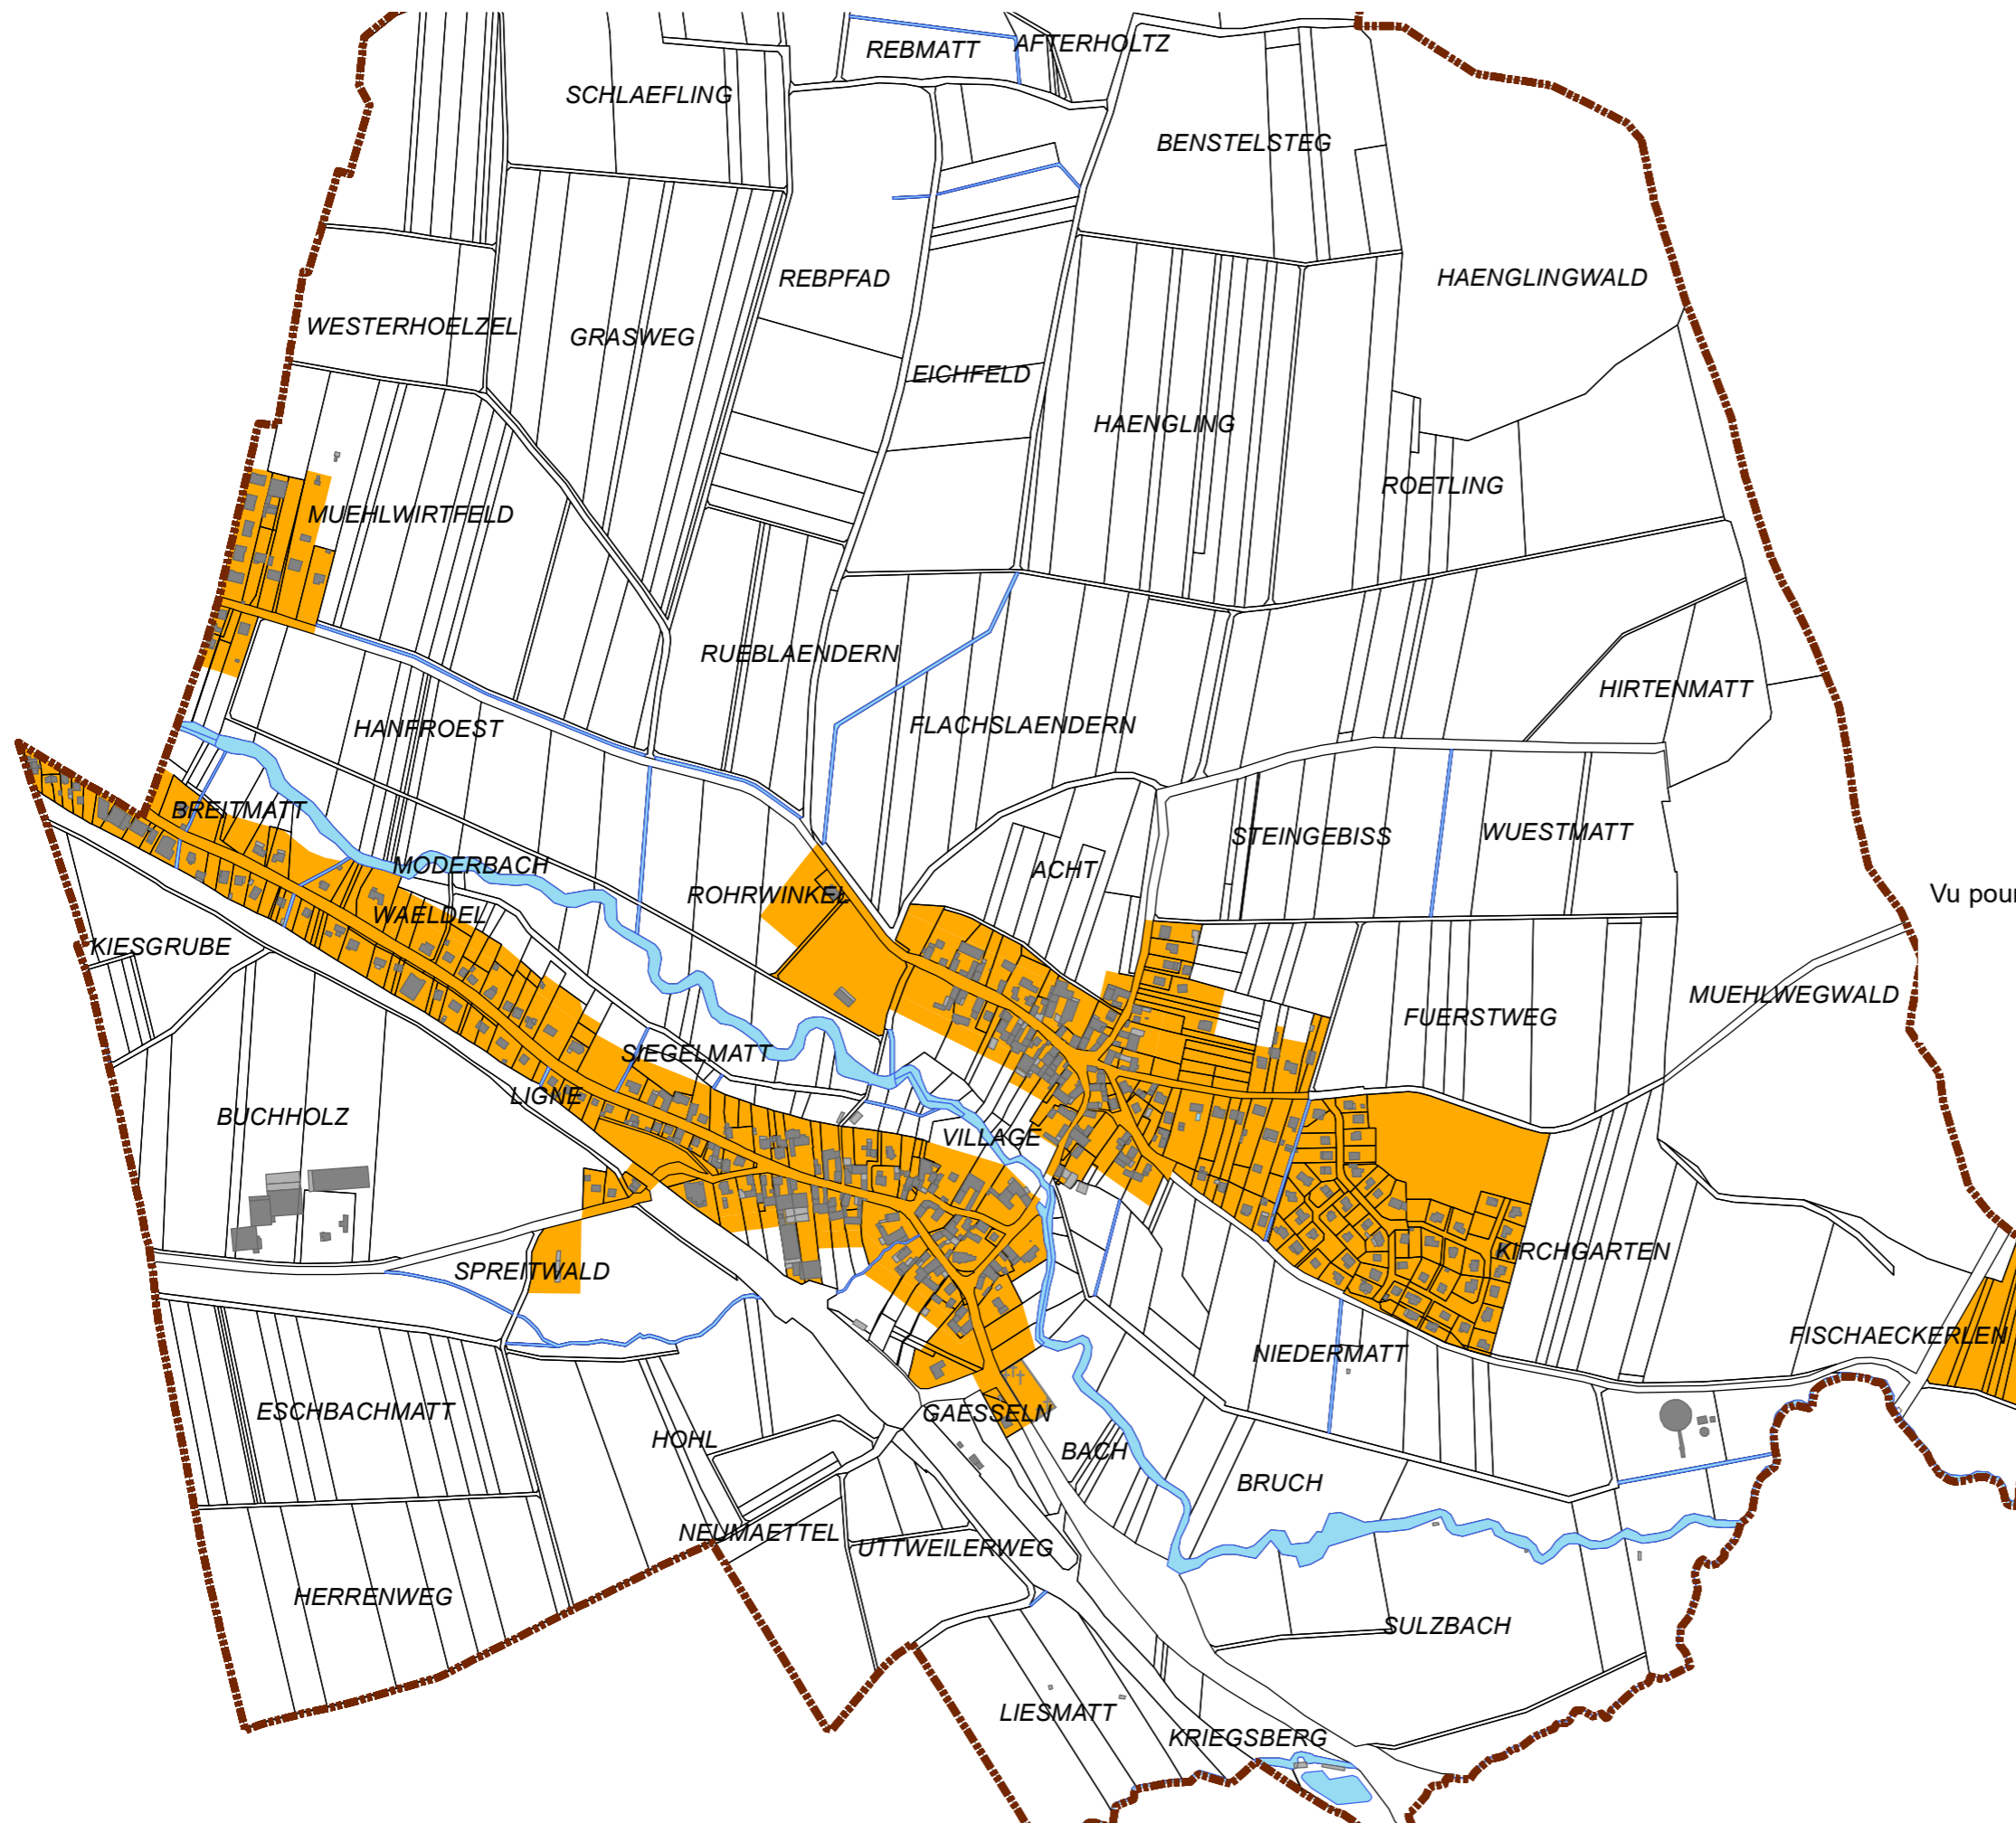 REBMATT
AFTERHOLTZ
SCHLAEFLING
BENSTELSTEG
REBPFAD
HAENGLINGWALD
WESTERHOELZEL
GRASWEG
EICHFELD
HAENGLING
ROETLING
MUEHLWIRTFELD
RUEBLAENDERN
HIRTENMATT
HANFROEST
FLACHSLAENDERN
BREITMATT
STEINGEBISS
WUESTMATT
MODERBACH
ACHT
ROHRWINKEL
Vu pour
WAELDEL
KIESGRUBE
MUEHLWEGWALD
FUERSTWEG
SIEGELMATT
LIGNE
BUCHHOLZ
VILLAGE
KIRCHGARTEN
SPREITWALD
FISCHAECKERLEN
NIEDERMATT
ESCHBACHMATT
GAESSELN
HOHL
BACH
BRUCH
NEUMAETTEL
UTTWEILERWEG
HERRENWEG
SULZBACH
LIESMATT
KRIEGSBERG